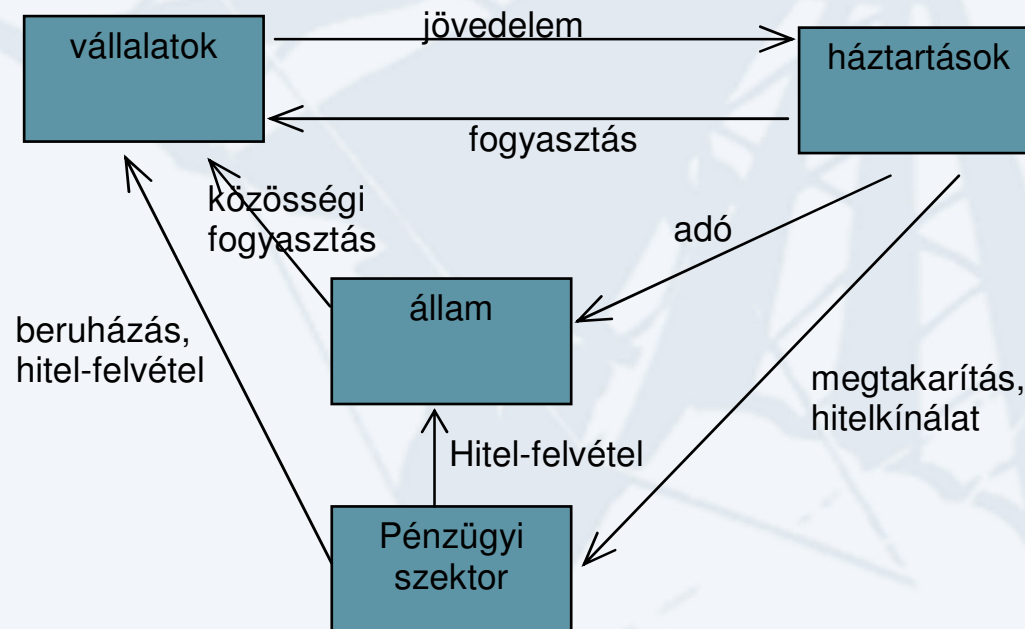 vállalatok
jövedelem
háztartások
fogyasztás
közösségi
fogyasztás
adó
állam
beruházás,
hitel-felvétel
megtakarítás,
hitelkínálat
Hitel-felvétel
Pénzügyi
szektor